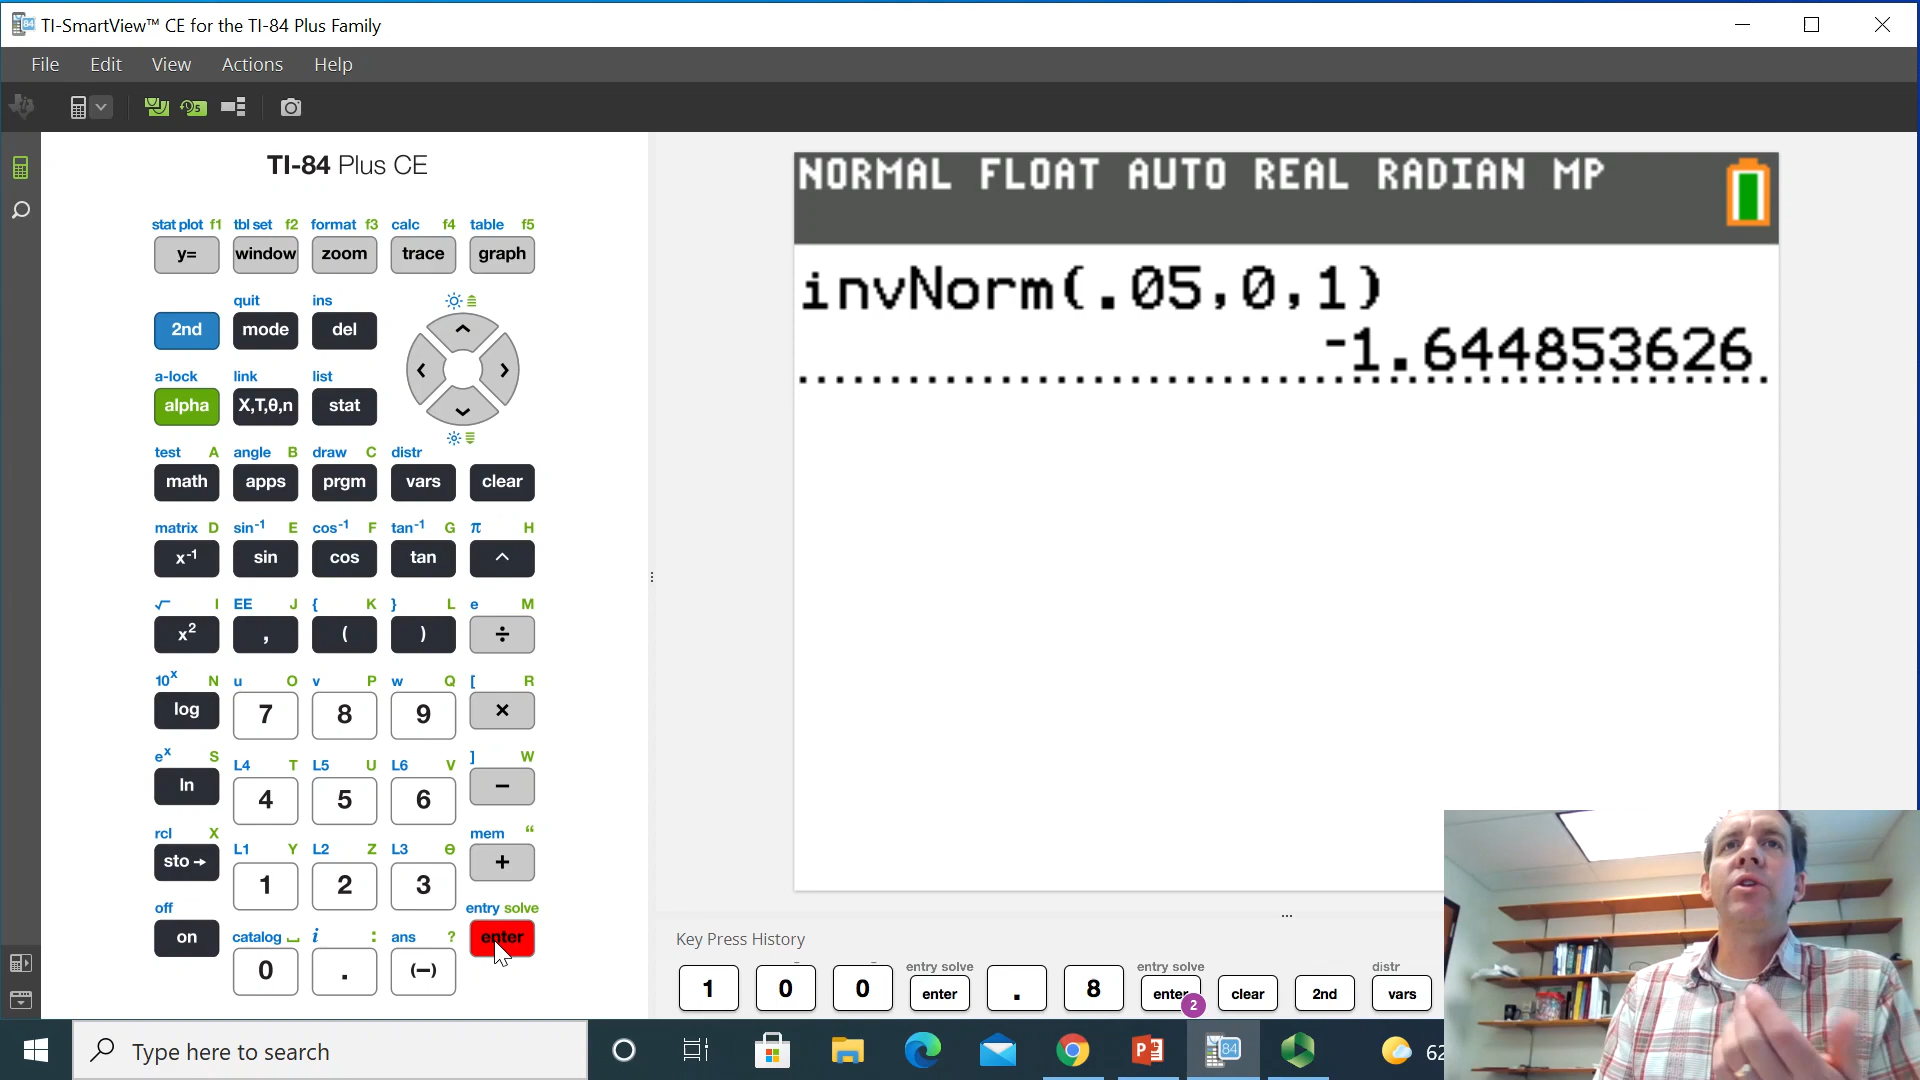 TI-SmartView™ CE for the TI-84 Plus Family
File Edit View Actions Help
TI-84 Plus CE
stat plot f1 tbl set f2 format f3 calc f4 table f5
y= window zoom trace graph
quit ins
2nd mode del
a-lock link list
alpha X,T,θ,n stat
test A angle B draw C distr
math apps prgm vars clear
matrix D sin⁻¹ E cos⁻¹ F tan⁻¹ G π H
x⁻¹ sin cos tan ^
√ I EE J { K } L e M
x² , ( ) ÷
10ˣ N u O v P w Q [ R
log 7 8 9 ×
eˣ S L4 T L5 U L6 V ] W
ln 4 5 6 −
rcl X L1 Y L2 Z L3 θ mem “
sto→ 1 2 3 +
off catalog i : ans ? entry solve
on 0 . (−) enter
NORMAL FLOAT AUTO REAL RADIAN MP
invNorm(.05,0,1)
-1.644853626
Key Press History
entry solve entry solve distr
1 0 0 enter . 8 enter 2 clear 2nd vars
Type here to search
84
62